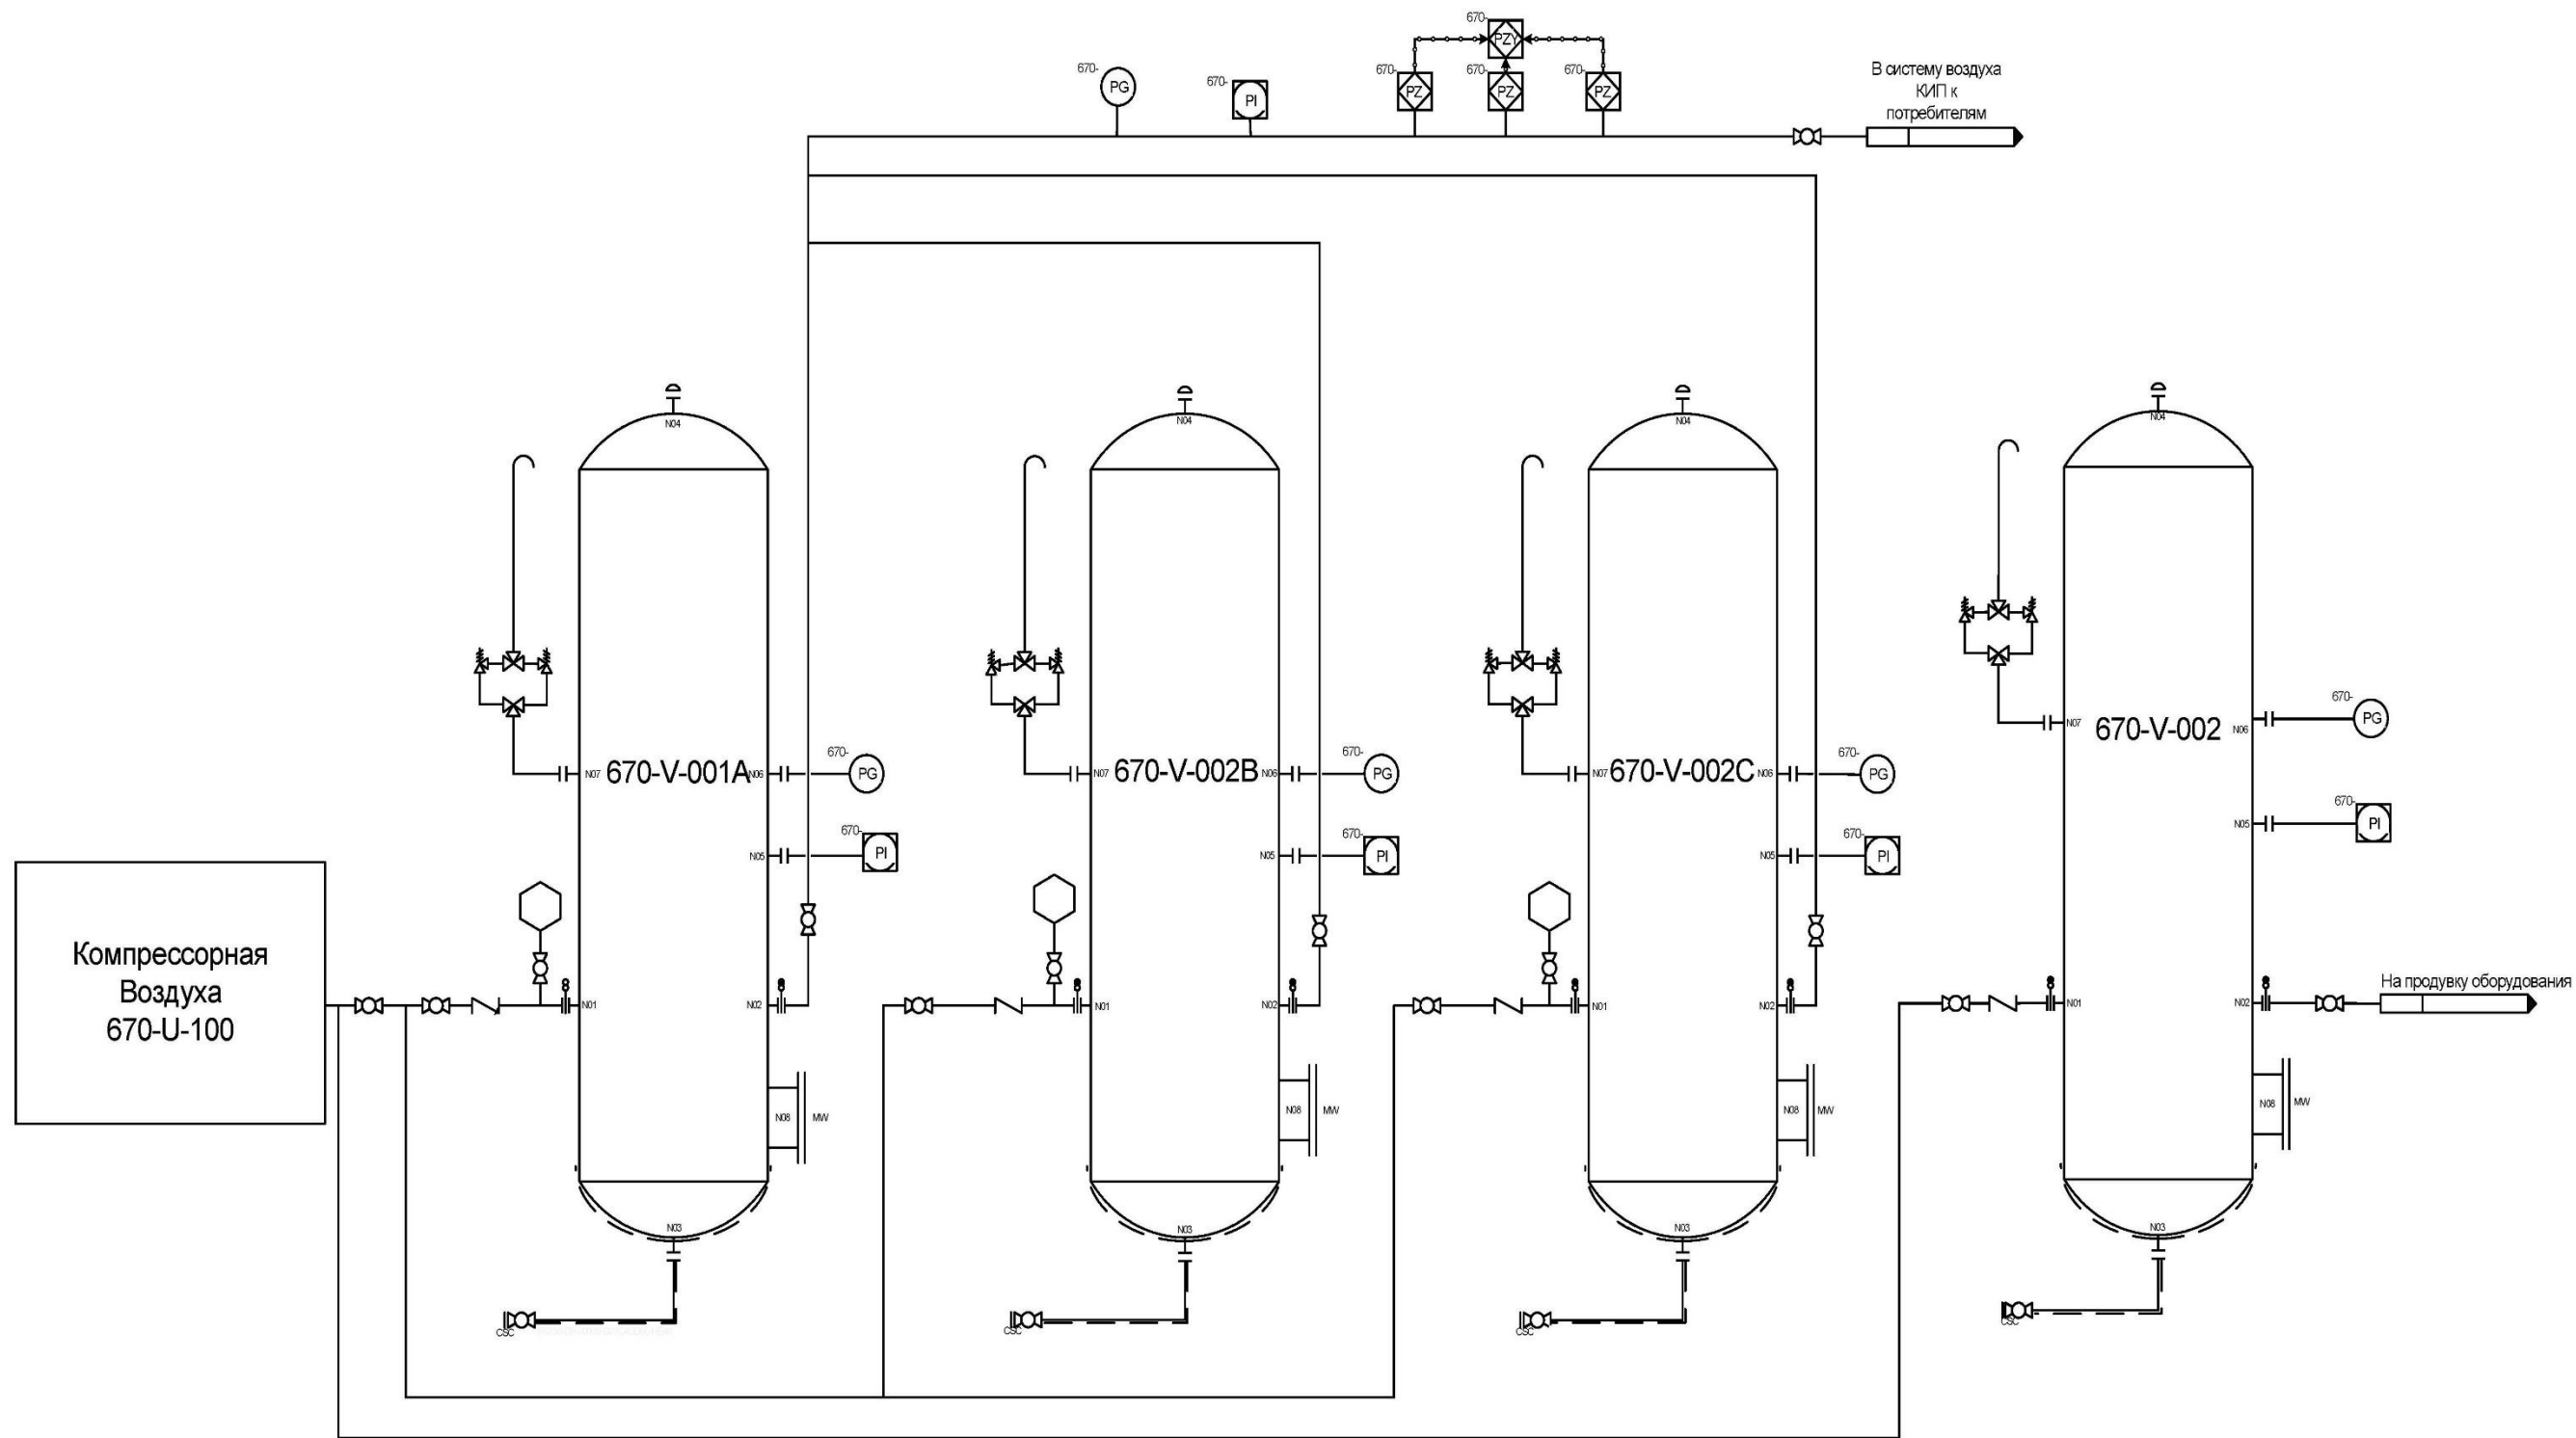 670-
PZY
670-
PG
670-
PI
670-
PZ
670-
PZ
670-
PZ
В систему воздуха
КИП к
потребителям
N04
N04
N04
N04
N07
670-V-001A
N06
670-
PG
N07
670-V-002B
N06
670-
PG
N07
670-V-002C
N06
670-
PG
N07
670-V-002
N06
670-
PG
N05
670-
PI
N05
670-
PI
N05
670-
PI
N05
670-
PI
Компрессорная
Воздуха
670-U-100
N01
N02
N01
N02
N01
N02
N01
N02
На продувку оборудования
N08
MW
N08
MW
N08
MW
N08
MW
N03
N03
N03
N03
CSC
CSC
CSC
CSC